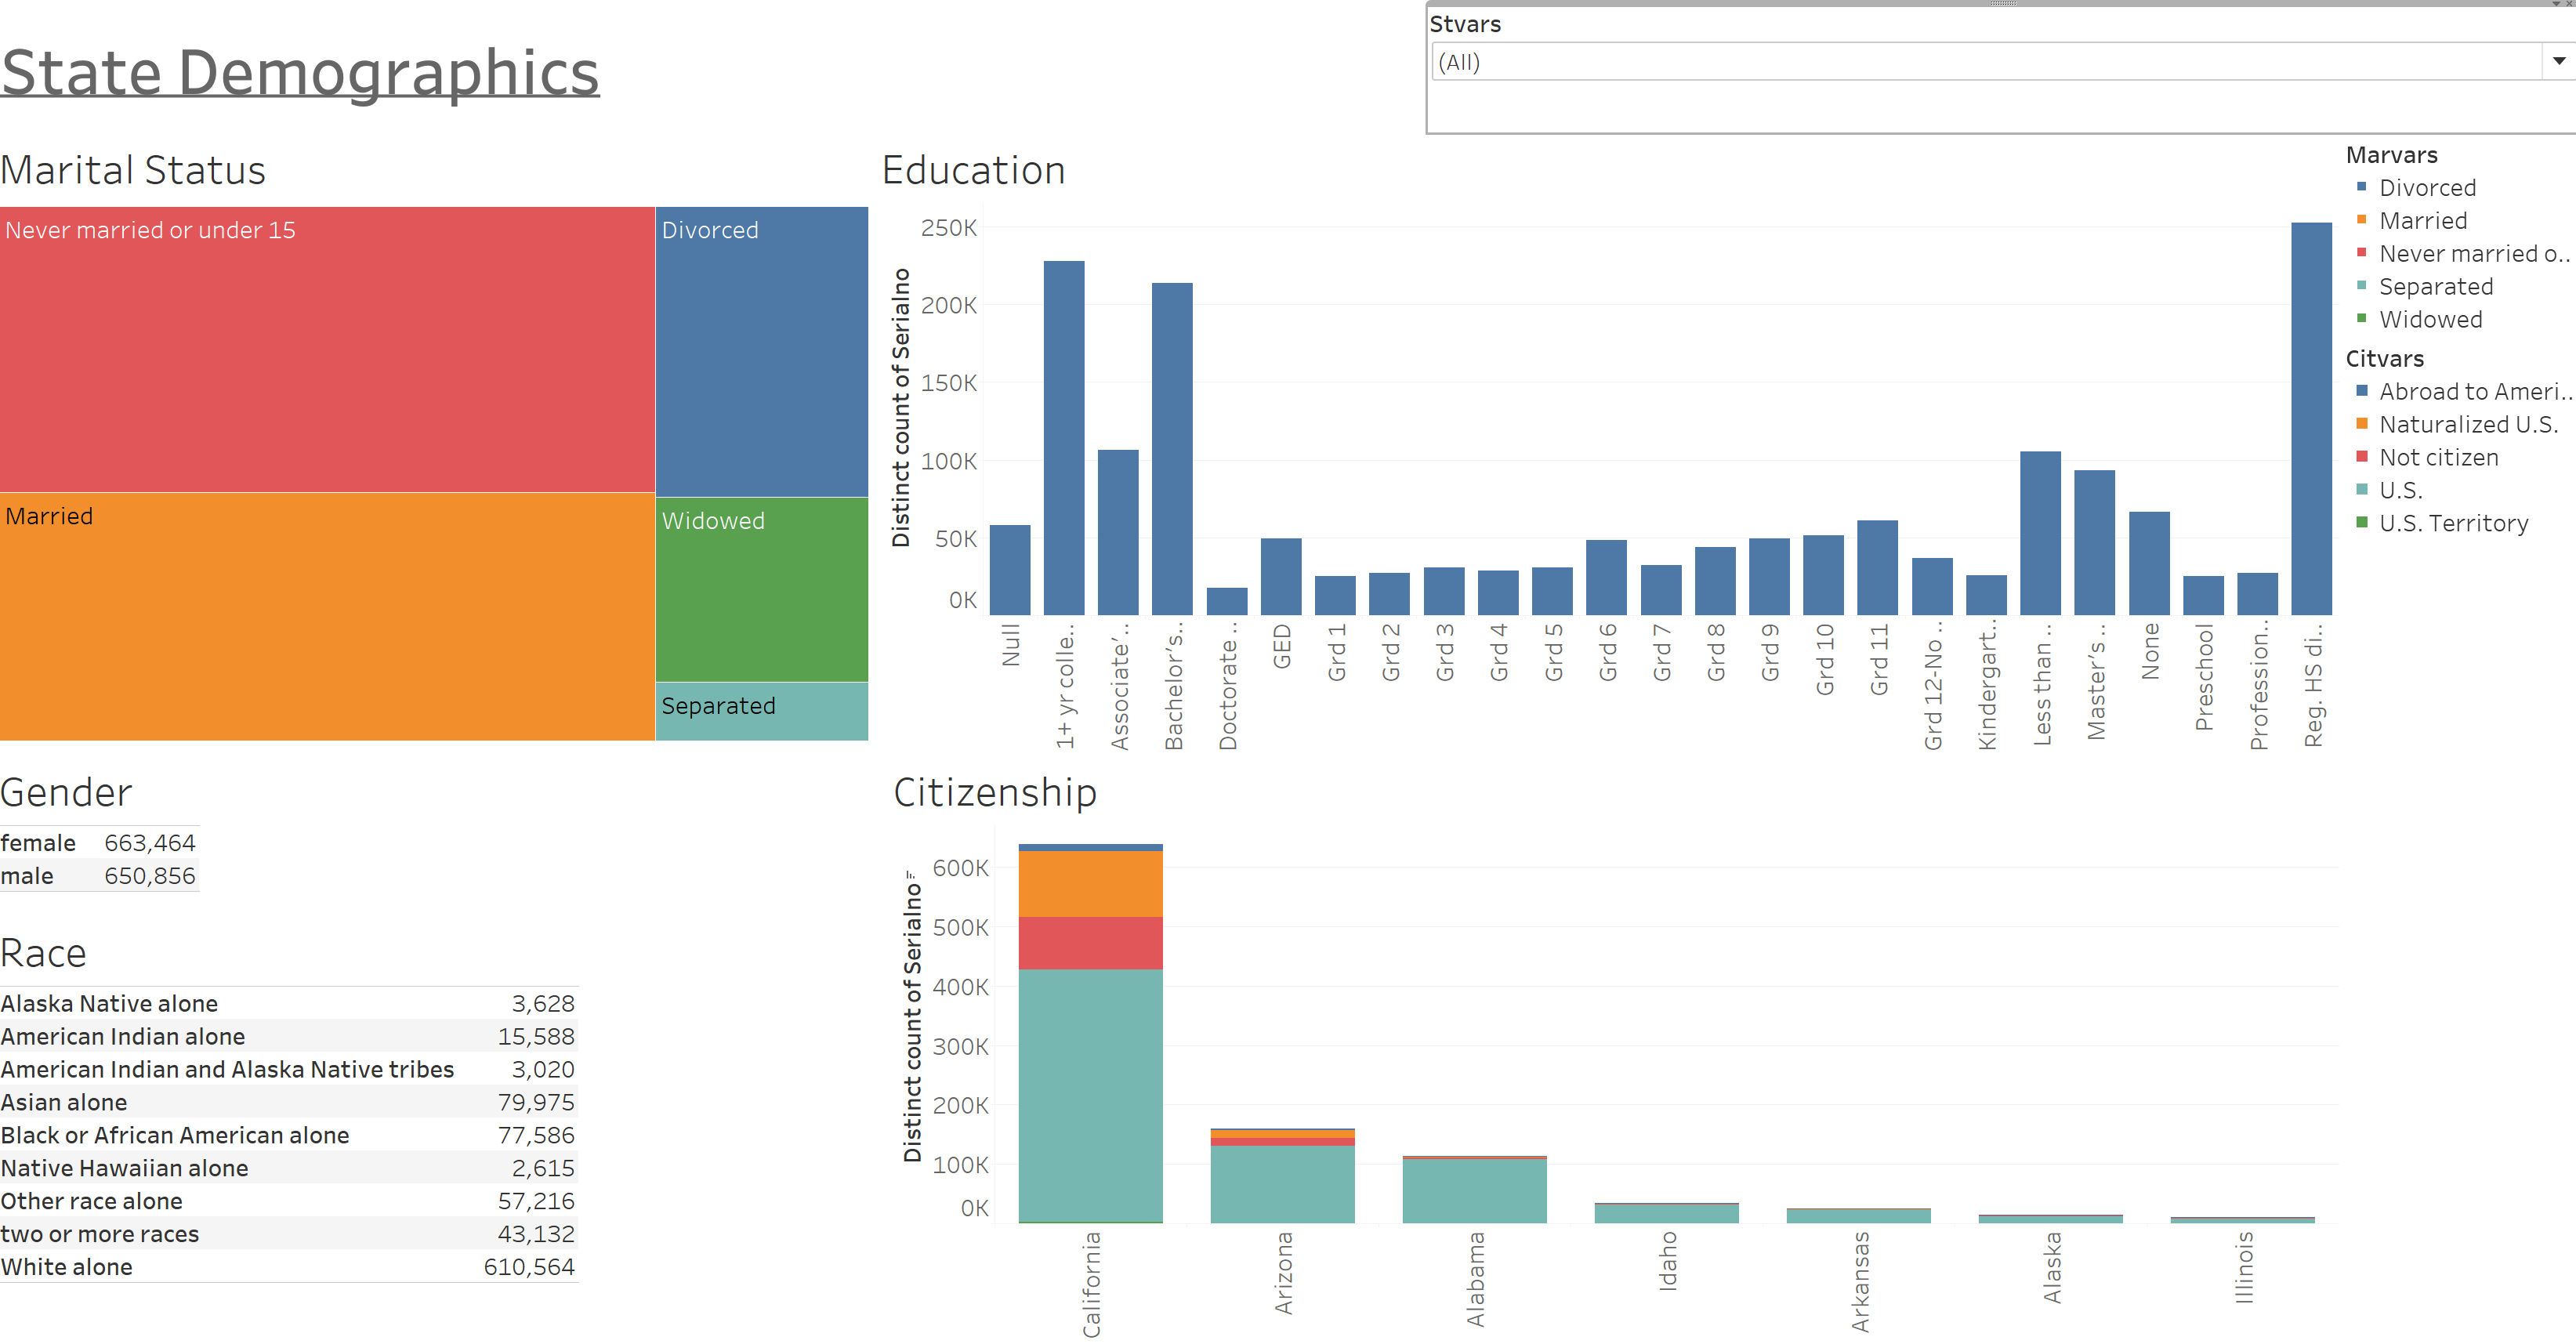 Stvars
(All)
State Demographics
Marital Status
Never married or under 15
Divorced
Married
Widowed
Separated
Education
Distinct count of Serialno
250K
200K
150K
100K
50K
0K
Null
1+ yr colle..
Associate’..
Bachelor’s..
Doctorate ..
GED
Grd 1
Grd 2
Grd 3
Grd 4
Grd 5
Grd 6
Grd 7
Grd 8
Grd 9
Grd 10
Grd 11
Grd 12-No ..
Kindergart..
Less than ..
Master’s ..
None
Preschool
Profession..
Reg. HS di..
Marvars
Divorced
Married
Never married o..
Separated
Widowed
Citvars
Abroad to Ameri..
Naturalized U.S.
Not citizen
U.S.
U.S. Territory
Gender
female 663,464
male 650,856
Race
Alaska Native alone 3,628
American Indian alone 15,588
American Indian and Alaska Native tribes 3,020
Asian alone 79,975
Black or African American alone 77,586
Native Hawaiian alone 2,615
Other race alone 57,216
two or more races 43,132
White alone 610,564
Citizenship
Distinct count of Serialno
600K
500K
400K
300K
200K
100K
0K
California
Arizona
Alabama
Idaho
Arkansas
Alaska
Illinois